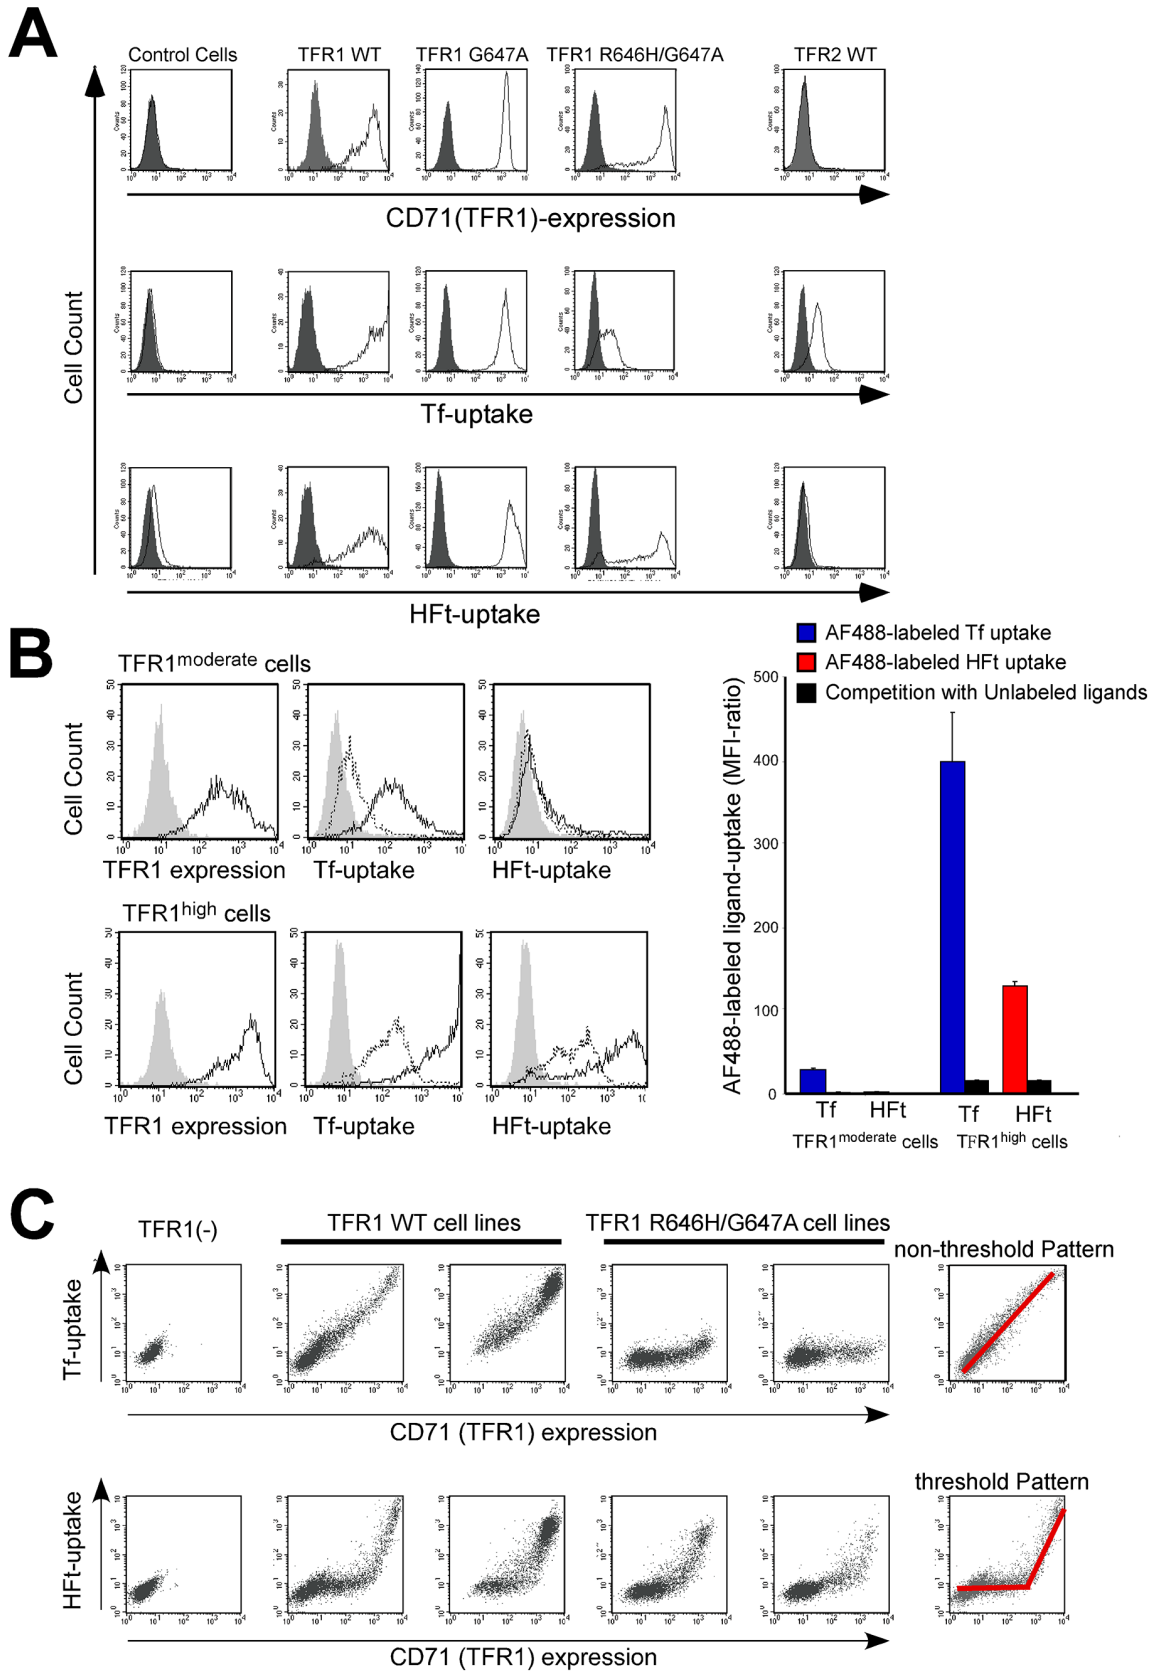 A
Control Cells TFR1 WT TFR1 G647A TFR1 R646H/G647A TFR2 WT
Cell Count
CD71(TFR1)-expression
Tf-uptake
HFt-uptake
B
TFR1moderate cells
Cell Count
TFR1 expression Tf-uptake HFt-uptake
TFR1high cells
Cell Count
TFR1 expression Tf-uptake HFt-uptake
AF488-labeled Tf uptake
AF488-labeled HFt uptake
Competition with Unlabeled ligands
AF488-labeled ligand-uptake (MFI-ratio)
500
400
300
200
100
0
Tf HFt Tf HFt
TFR1moderate cells TFR1high cells
C
TFR1(-) TFR1 WT cell lines TFR1 R646H/G647A cell lines non-threshold Pattern
Tf-uptake
CD71 (TFR1) expression
threshold Pattern
HFt-uptake
CD71 (TFR1) expression